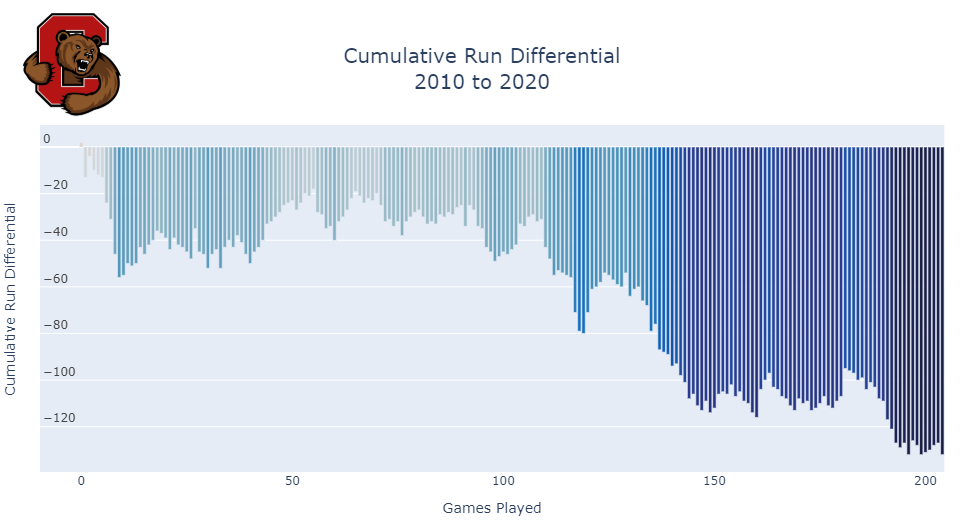 C
Cumulative Run Differential
2010 to 2020
Cumulative Run Differential
0
−20
−40
−60
−80
−100
−120
0 50 100 150 200
Games Played